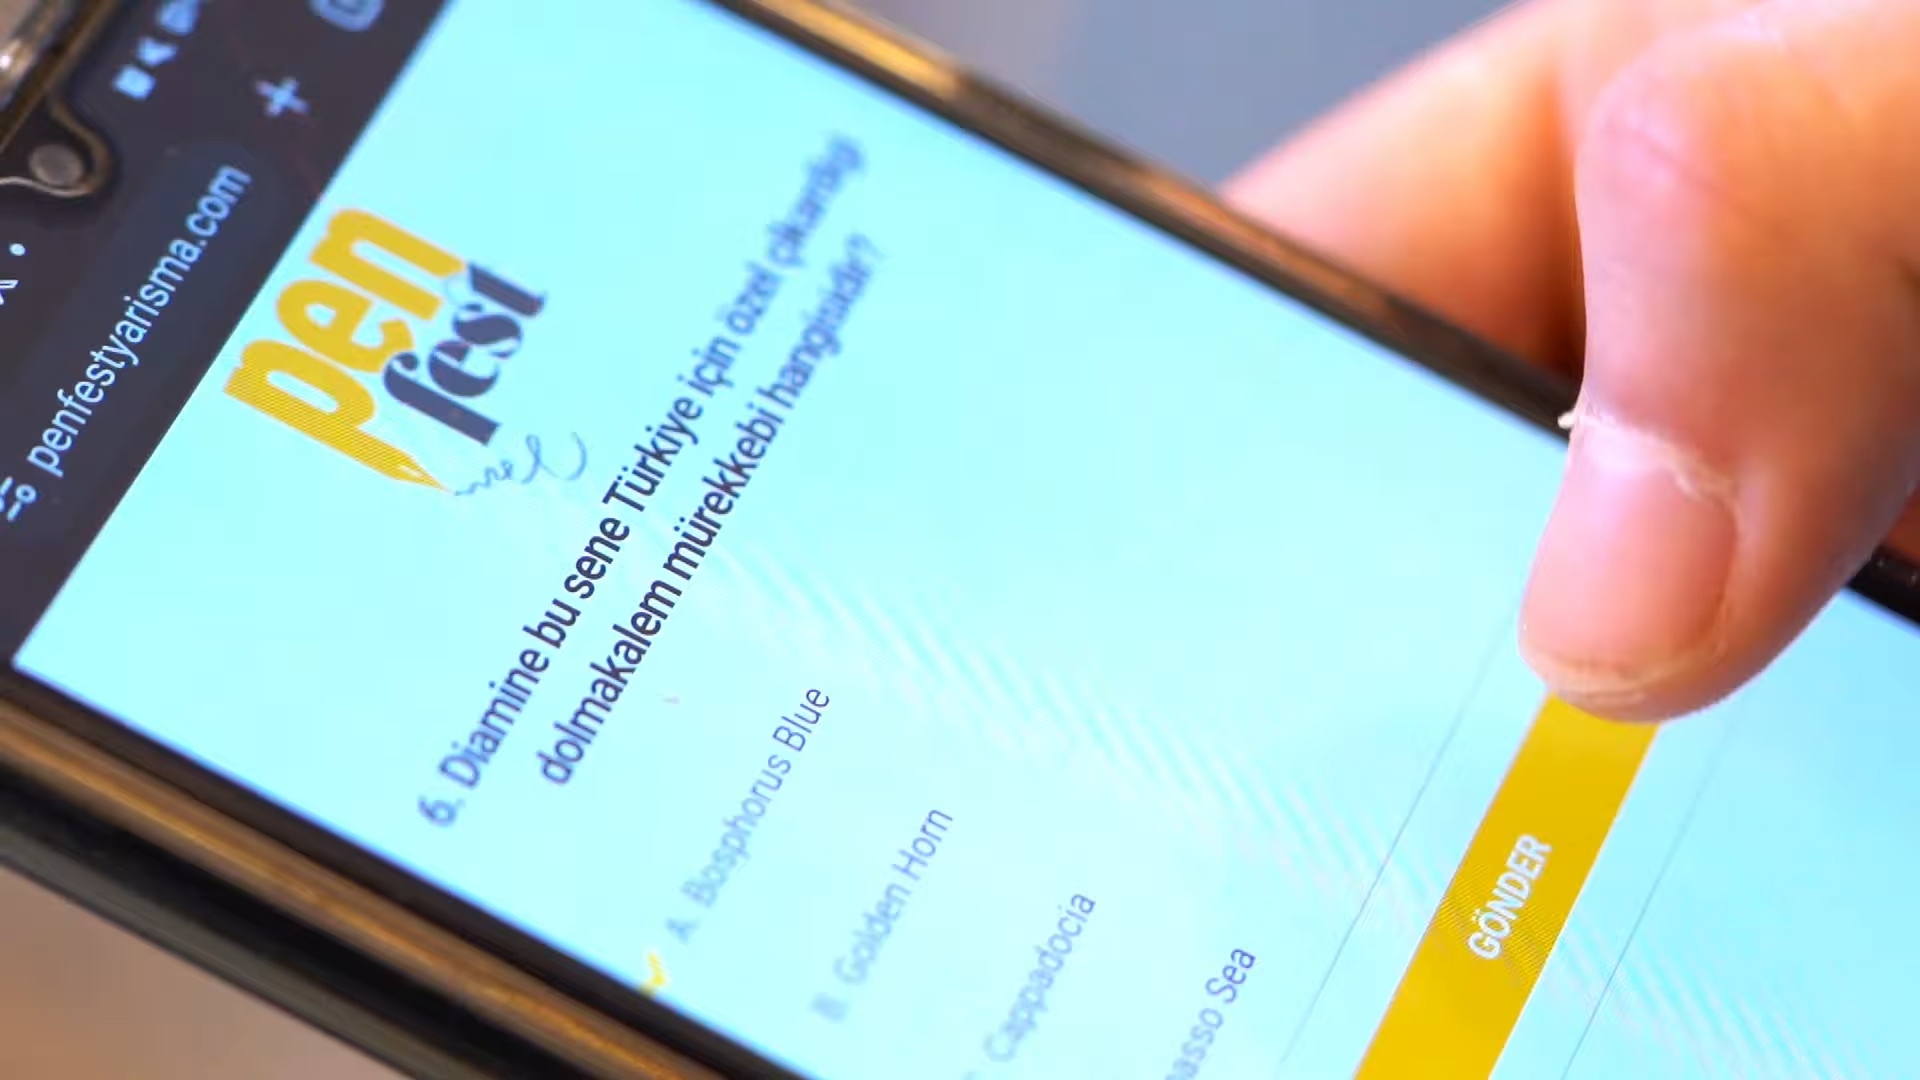 penfestyarisma.com
pen
fest
6. Diamine bu sene Türkiye için özel çıkardığı
dolmakalem mürekkebi hangisidir?
A. Bosphorus Blue
B. Golden Horn
Cappadocia
Sea
GÖNDER